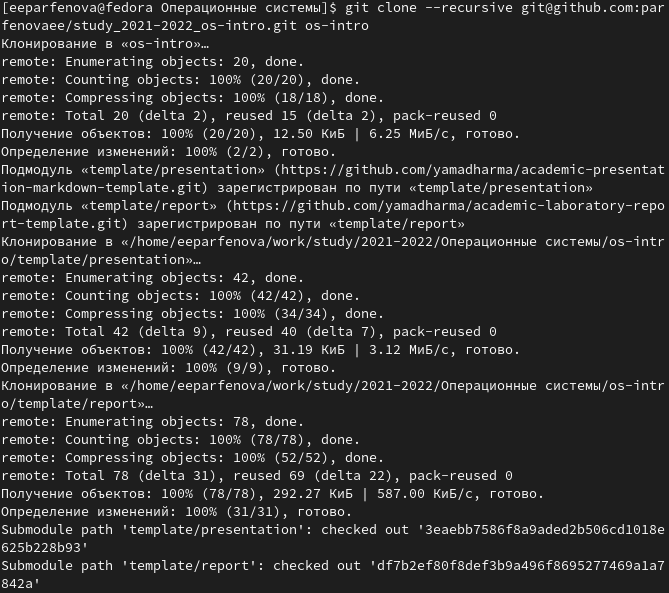 [eeparfenova@fedora Операционные системы]$ git clone --recursive git@github.com:par
fenovaee/study_2021-2022_os-intro.git os-intro
Клонирование в «os-intro»…
remote: Enumerating objects: 20, done.
remote: Counting objects: 100% (20/20), done.
remote: Compressing objects: 100% (18/18), done.
remote: Total 20 (delta 2), reused 15 (delta 2), pack-reused 0
Получение объектов: 100% (20/20), 12.50 КиБ | 6.25 МиБ/с, готово.
Определение изменений: 100% (2/2), готово.
Подмодуль «template/presentation» (https://github.com/yamadharma/academic-presentat
ion-markdown-template.git) зарегистрирован по пути «template/presentation»
Подмодуль «template/report» (https://github.com/yamadharma/academic-laboratory-repo
rt-template.git) зарегистрирован по пути «template/report»
Клонирование в «/home/eeparfenova/work/study/2021-2022/Операционные системы/os-intr
o/template/presentation»…
remote: Enumerating objects: 42, done.
remote: Counting objects: 100% (42/42), done.
remote: Compressing objects: 100% (34/34), done.
remote: Total 42 (delta 9), reused 40 (delta 7), pack-reused 0
Получение объектов: 100% (42/42), 31.19 КиБ | 3.12 МиБ/с, готово.
Определение изменений: 100% (9/9), готово.
Клонирование в «/home/eeparfenova/work/study/2021-2022/Операционные системы/os-intr
o/template/report»…
remote: Enumerating objects: 78, done.
remote: Counting objects: 100% (78/78), done.
remote: Compressing objects: 100% (52/52), done.
remote: Total 78 (delta 31), reused 69 (delta 22), pack-reused 0
Получение объектов: 100% (78/78), 292.27 КиБ | 587.00 КиБ/с, готово.
Определение изменений: 100% (31/31), готово.
Submodule path 'template/presentation': checked out '3eaebb7586f8a9aded2b506cd1018e
625b228b93'
Submodule path 'template/report': checked out 'df7b2ef80f8def3b9a496f8695277469a1a7
842a'